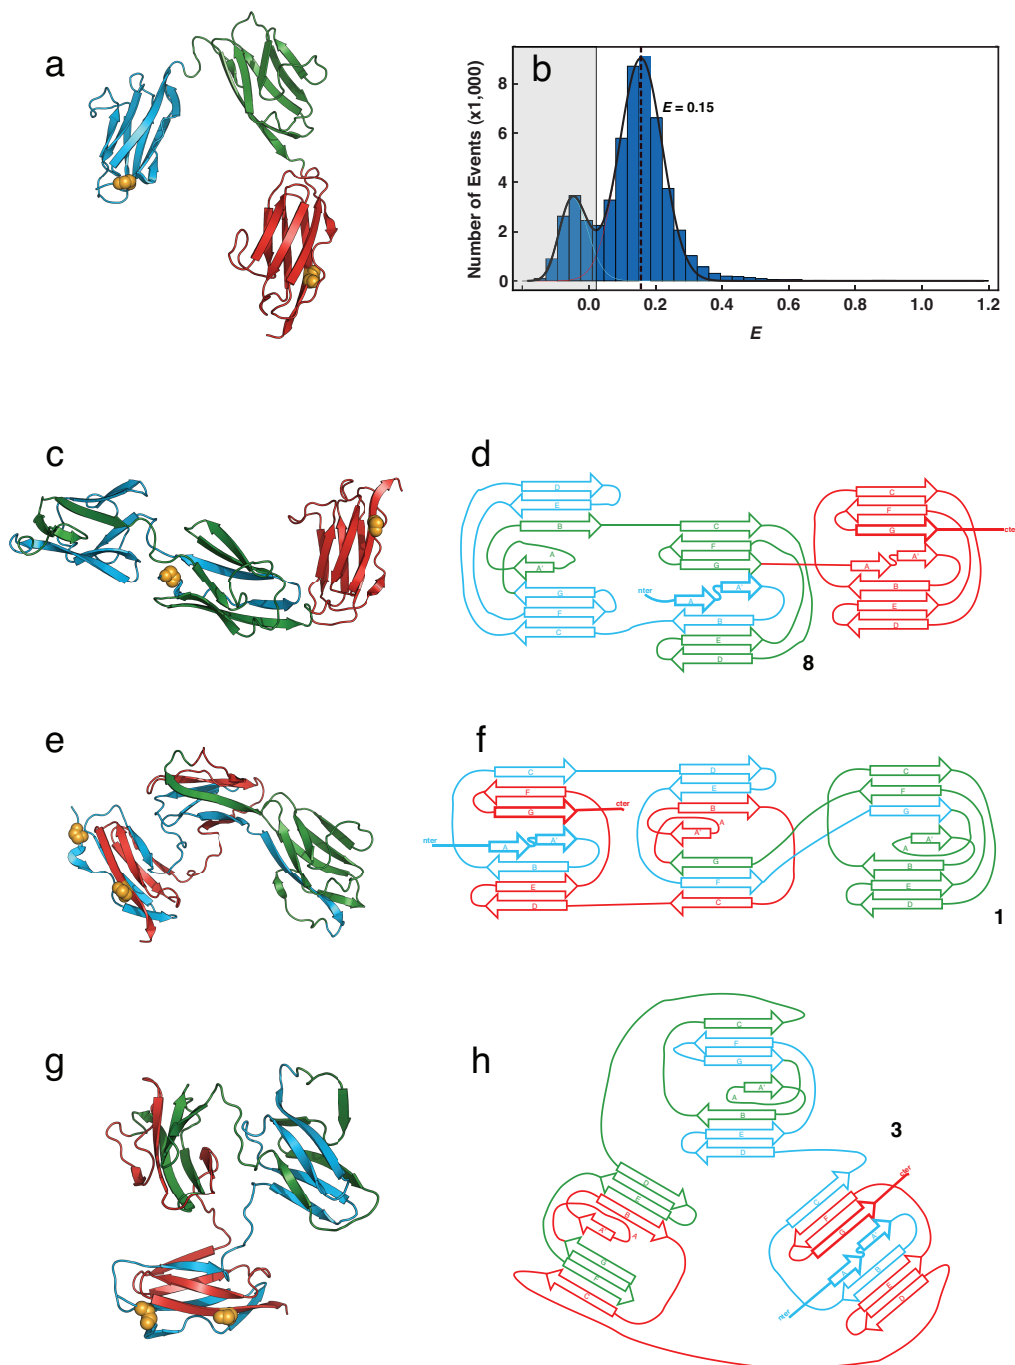 a
b
Number of Events (x1,000)
8
6
4
2
0
E = 0.15
0.0 0.2 0.4 0.6 0.8 1.0 1.2
E
c
d
D
E
B
A
A'
G
F
C
C
F
G
nter
A
A'
B
E
D
C
F
G
cter
A
A'
B
E
D
8
e
f
C
F
G
cter
nter
A
A'
B
E
D
D
E
B
A
A'
G
F
C
C
F
G
A'
A
B
E
D
1
g
h
C
F
G
A'
A
B
E
D
3
D
E
B
A'
A
G
F
C
cter
C
F
G
A'
A
B
E
D
nter